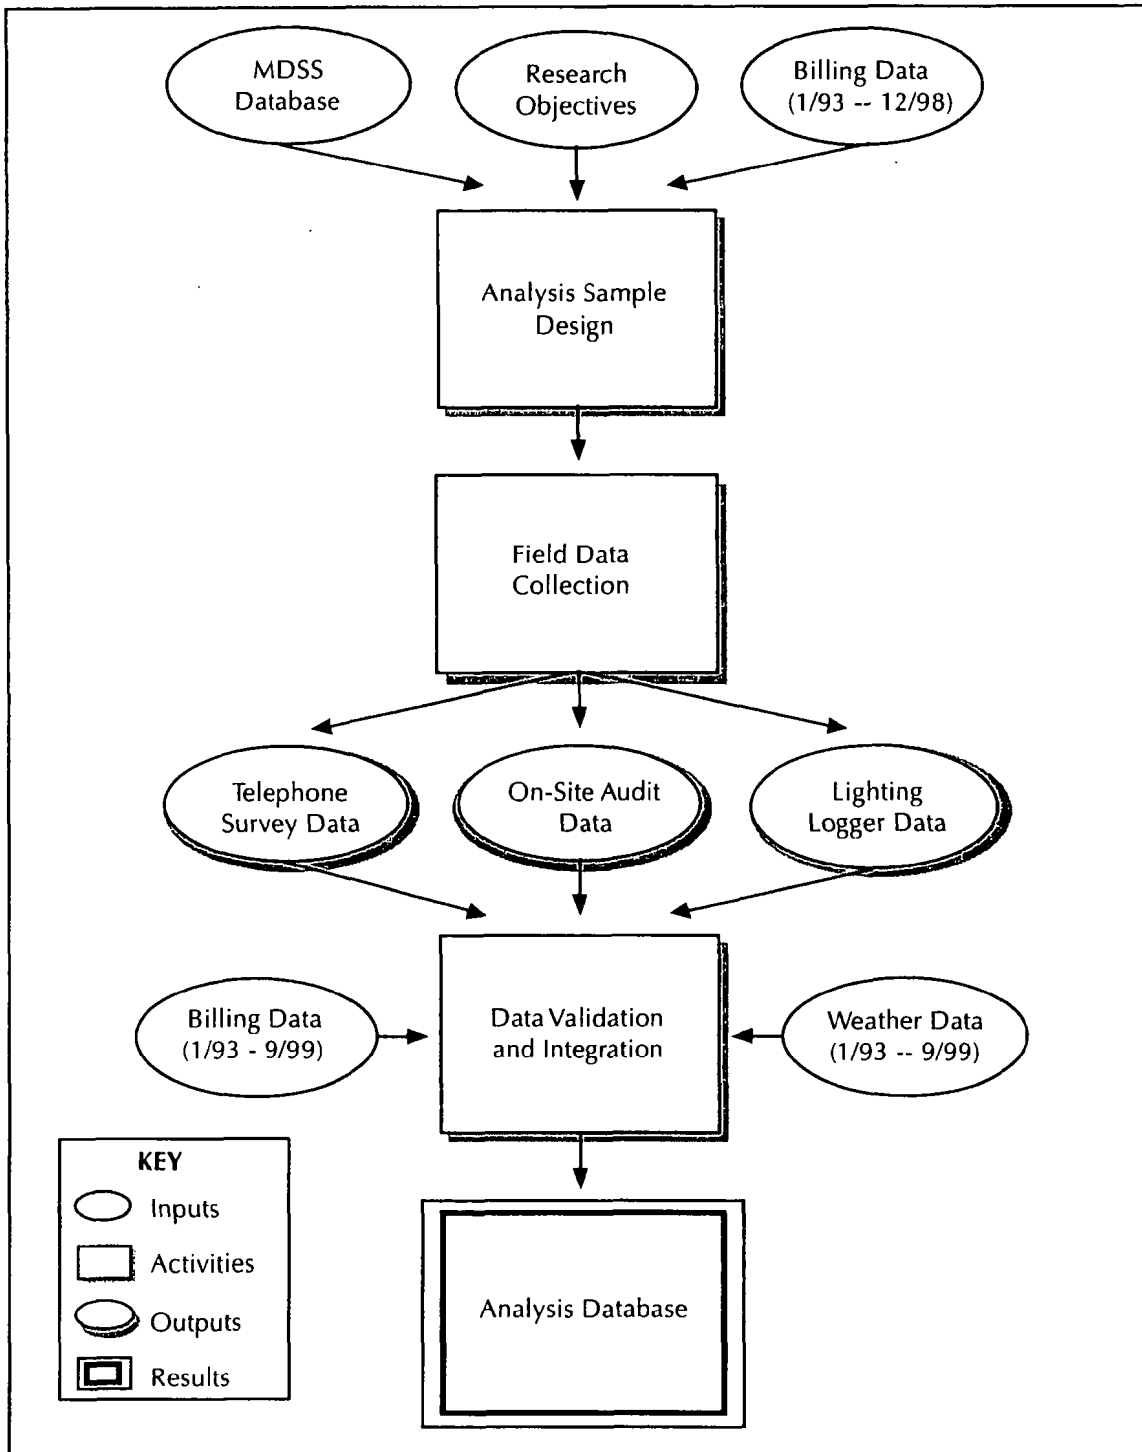 MDSS
Database
Research
Objectives
Billing Data
(1/93 -- 12/98)
Analysis Sample
Design
Field Data
Collection
Telephone
Survey Data
On-Site Audit
Data
Lighting
Logger Data
Billing Data
(1/93 - 9/99)
Data Validation
and Integration
Weather Data
(1/93 -- 9/99)
KEY
Inputs
Activities
Outputs
Results
Analysis Database